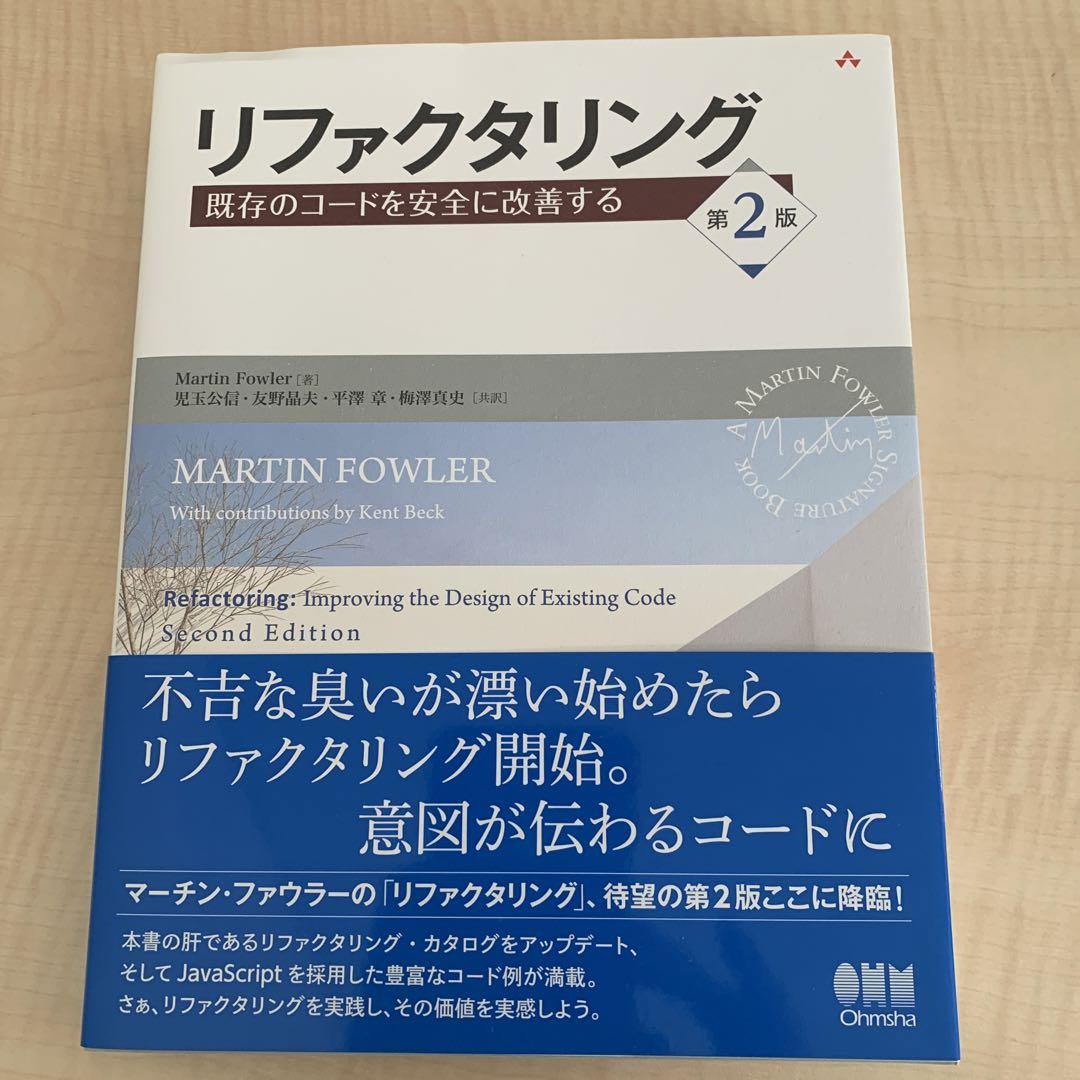 リファクタリング
既存のコードを安全に改善する
第2版
Martin Fowler［著］
児玉公信・友野晶夫・平澤 章・梅澤真史［共訳］
A MARTIN FOWLER SIGNATURE BOOK
Martin
MARTIN FOWLER
With contributions by Kent Beck
Refactoring: Improving the Design of Existing Code
Second Edition
不吉な臭いが漂い始めたら
リファクタリング開始。
意図が伝わるコードに
マーチン・ファウラーの「リファクタリング」、待望の第2版ここに降臨！
本書の肝であるリファクタリング・カタログをアップデート、
そして JavaScript を採用した豊富なコード例が満載。
さぁ、リファクタリングを実践し、その価値を実感しよう。
OHM
Ohmsha